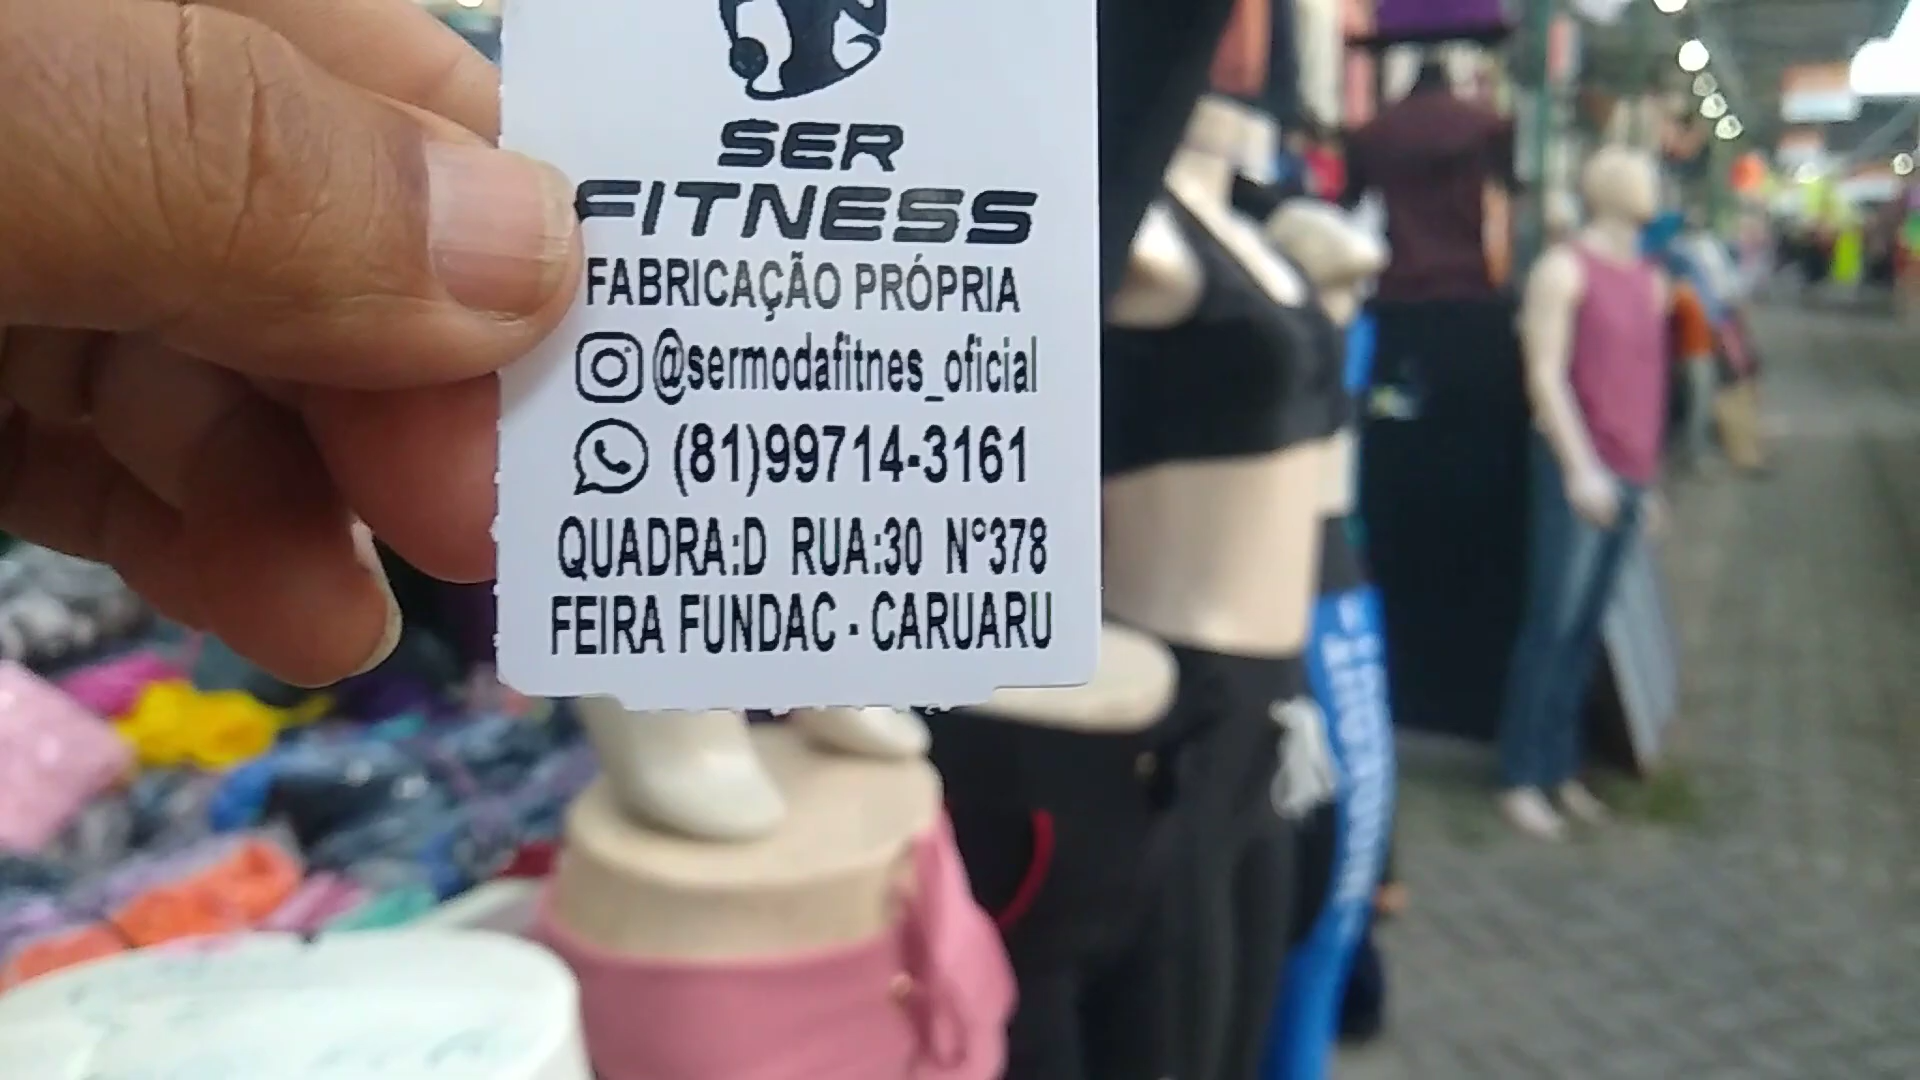 SER
FITNESS
FABRICAÇÃO PRÓPRIA
@sermodafitnes_oficial
(81)99714-3161
QUADRA:D RUA:30 N°378
FEIRA FUNDAC - CARUARU